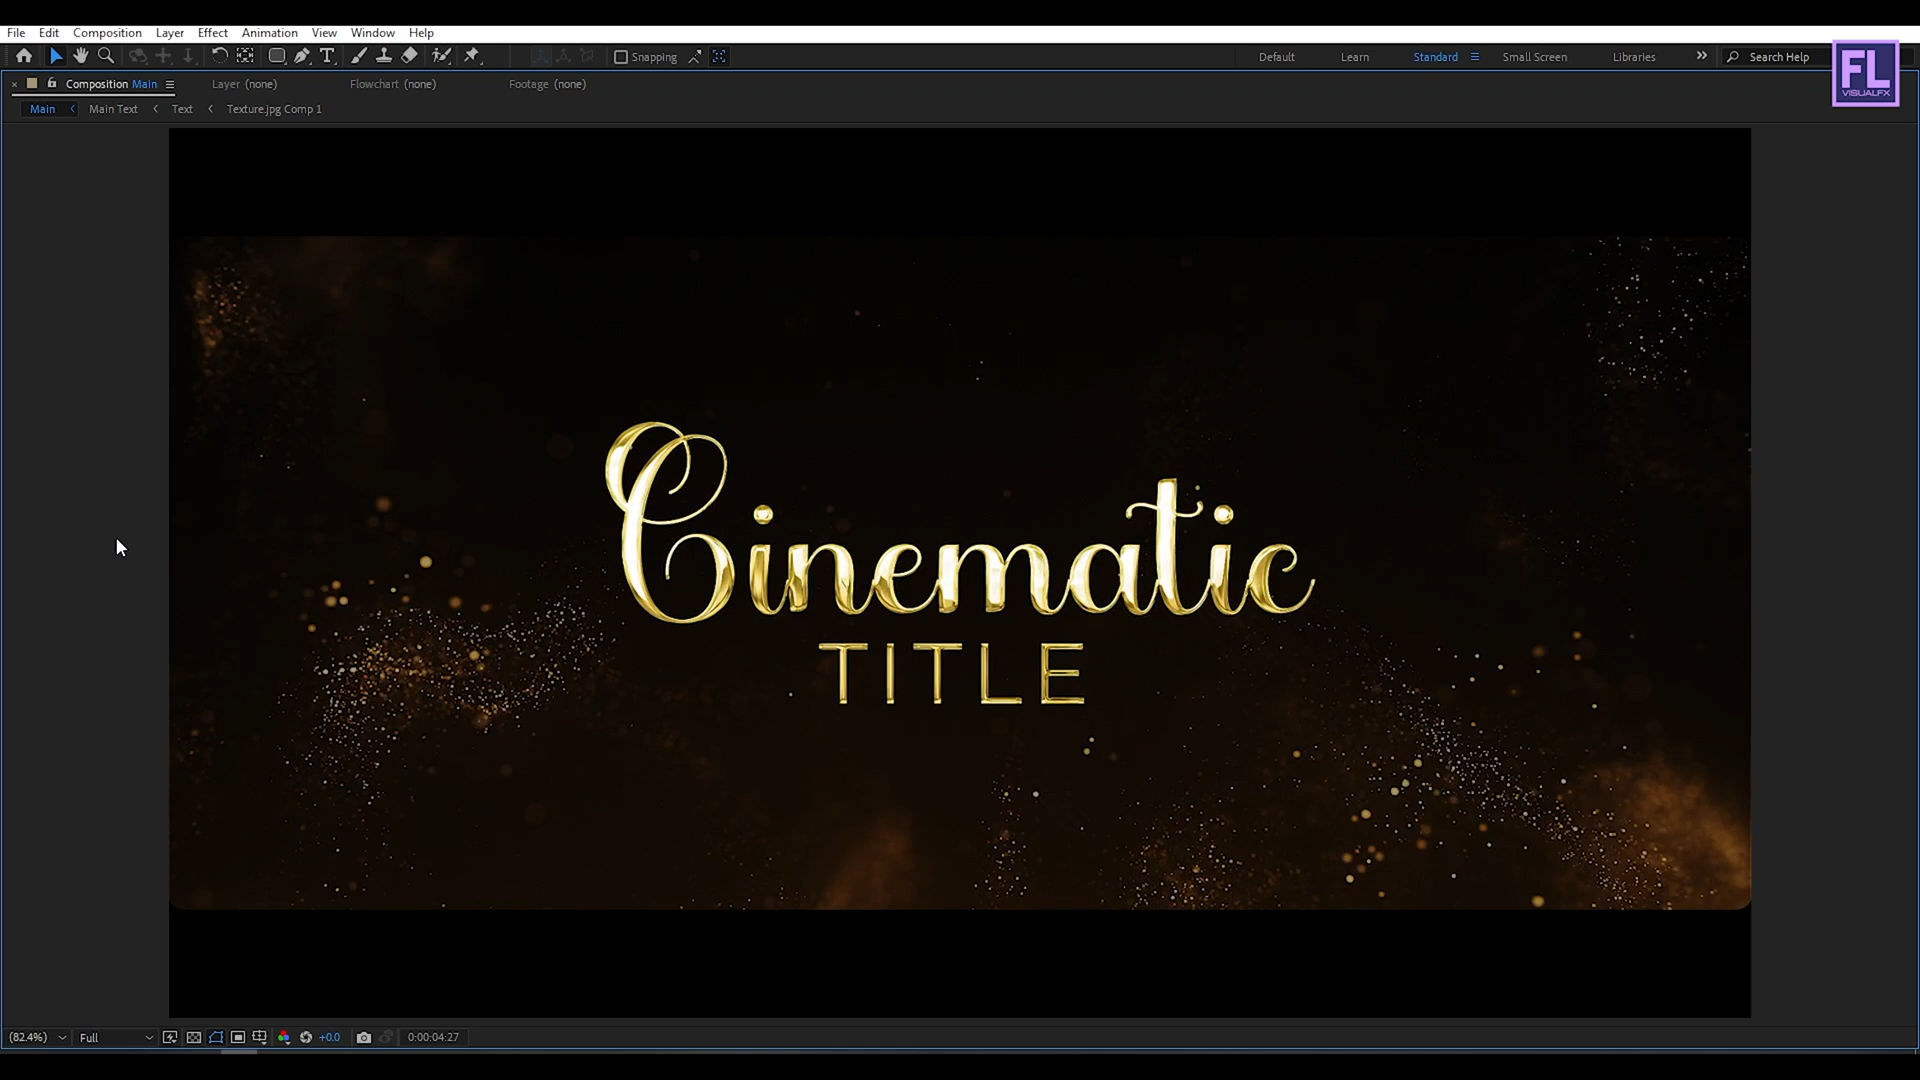 File Edit Composition Layer Effect Animation View Window Help
Snapping Default Learn Standard Small Screen Libraries Search Help
FL
VISUALFX
Composition Main Layer (none) Flowchart (none) Footage (none)
Main Main Text Text Texture.jpg Comp 1
Cinematic
TITLE
(82.4%) Full +0.0 0:00:04:27